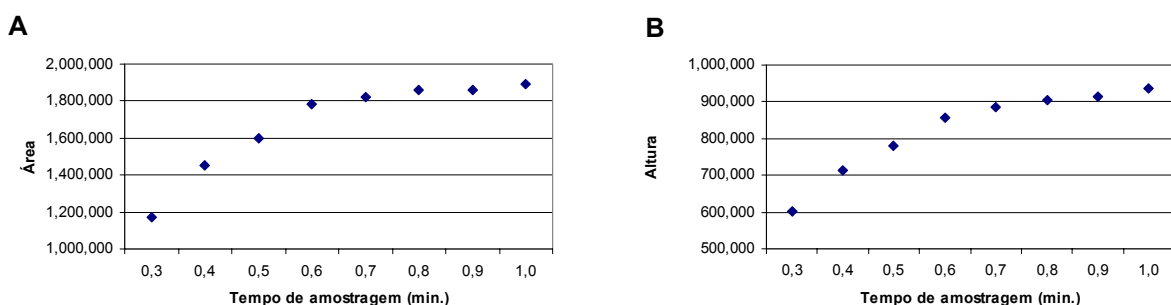 A
2,000,000
1,800,000
1,600,000
1,400,000
1,200,000
1,000,000
Área
0,3 0,4 0,5 0,6 0,7 0,8 0,9 1,0
Tempo de amostragem (min.)
B
1,000,000
900,000
800,000
700,000
600,000
500,000
Altura
0,3 0,4 0,5 0,6 0,7 0,8 0,9 1,0
Tempo de amostragem (min.)